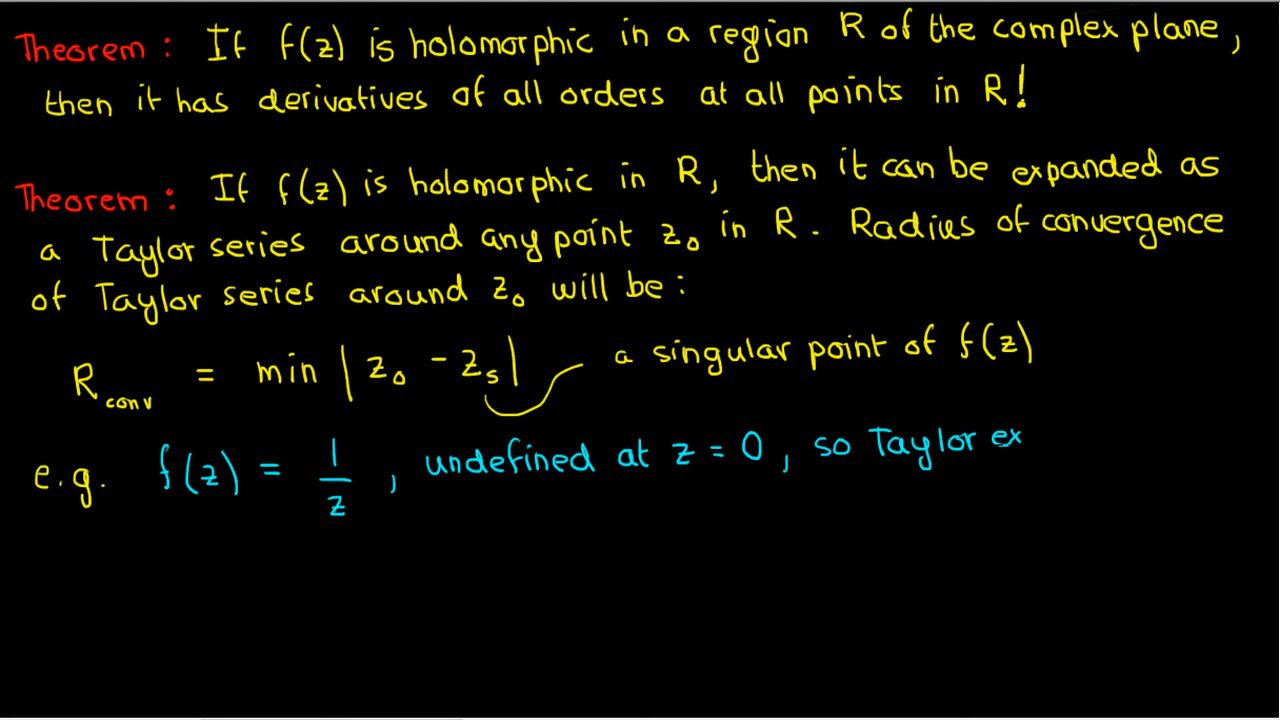 Theorem: If f(z) is holomorphic in a region R of the complex plane,
then it has derivatives of all orders at all points in R!
Theorem: If f(z) is holomorphic in R, then it can be expanded as
a Taylor series around any point z₀ in R. Radius of convergence
of Taylor series around z₀ will be:
R_conv = min |z₀ - z_s| a singular point of f(z)
e.g. f(z) = 1/z, undefined at z = 0, so Taylor ex